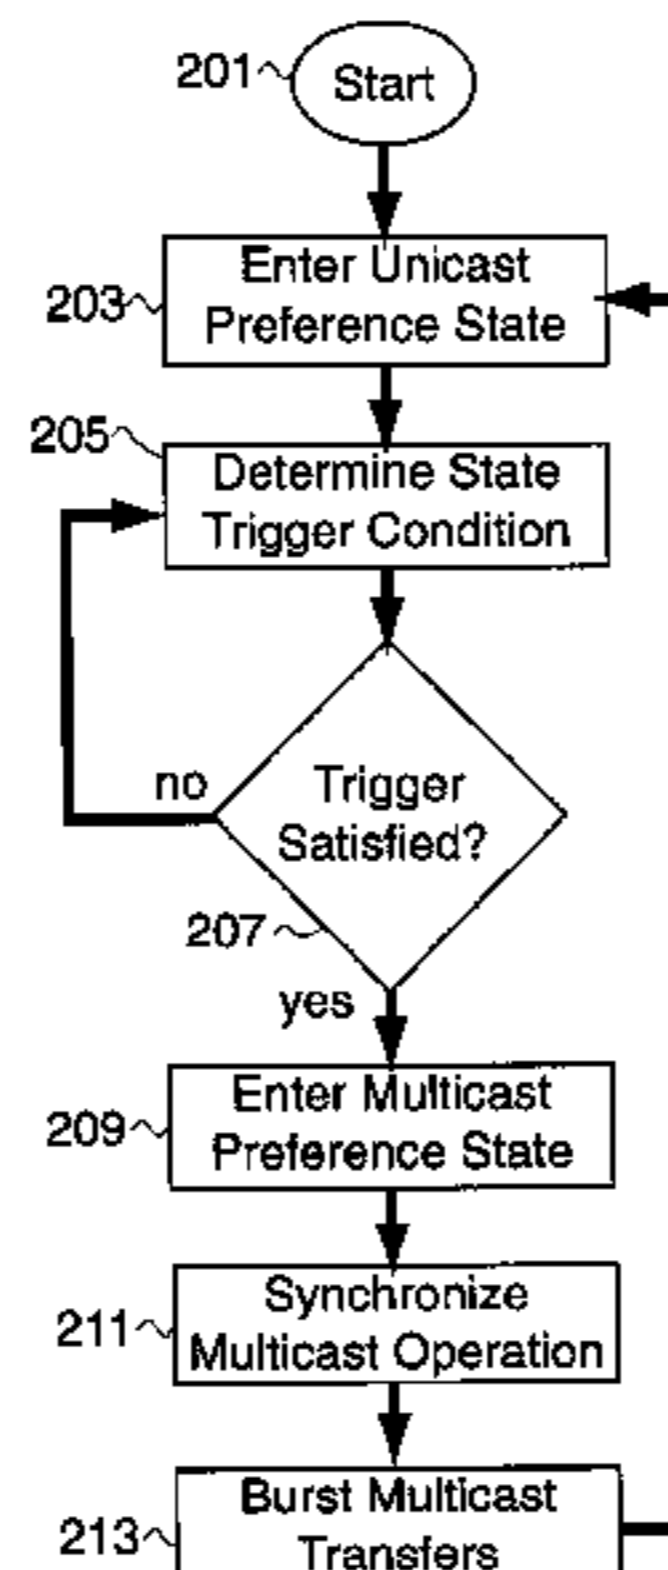 201
Start
203
Enter Unicast
Preference State
205
Determine State
Trigger Condition
no
Trigger
Satisfied?
207
yes
209
Enter Multicast
Preference State
211
Synchronize
Multicast Operation
213
Burst Multicast
Transfers